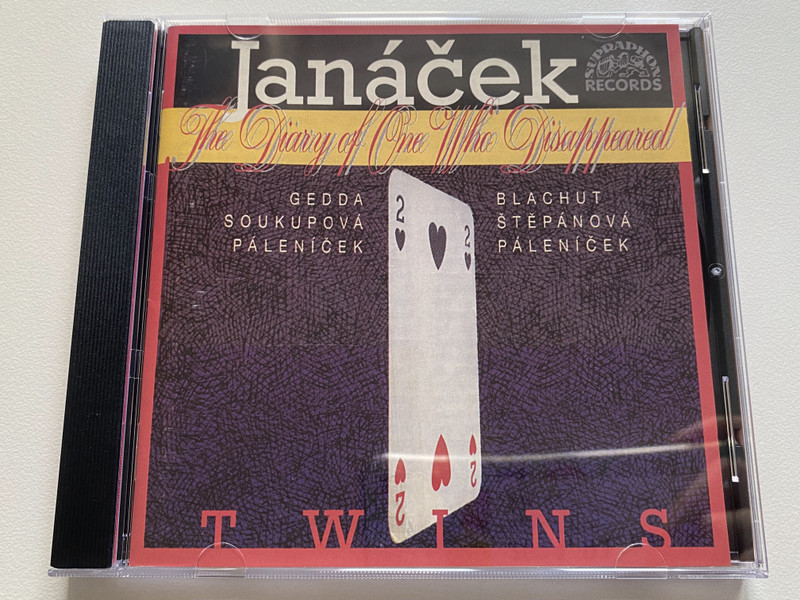 Janáček
SUPRAPHON
RECORDS
The Diary of One Who Disappeared
GEDDA
SOUKUPOVÁ
PÁLENÍČEK
BLACHUT
ŠTĚPÁNOVÁ
PÁLENÍČEK
2
2
2
2
TWINS